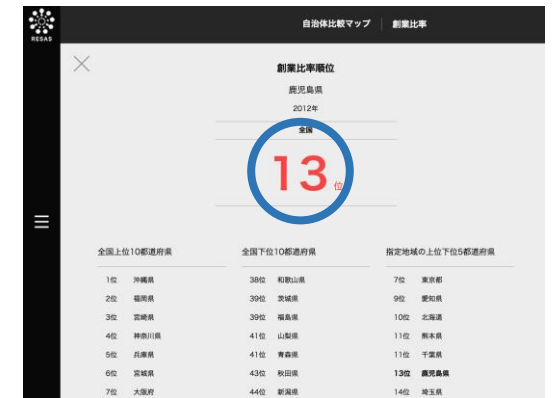 RESAS
自治体比較マップ
創業比率
創業比率順位
鹿児島県
2012年
全国
13位
全国上位10都道府県
1位 沖縄県
2位 福岡県
3位 宮崎県
4位 神奈川県
5位 兵庫県
6位 宮城県
7位 大阪府
全国下位10都道府県
38位 和歌山県
39位 茨城県
39位 福島県
41位 山梨県
41位 青森県
43位 秋田県
44位 新潟県
指定地域の上位下位5都道府県
7位 東京都
9位 愛知県
10位 北海道
11位 熊本県
11位 千葉県
13位 鹿児島県
14位 埼玉県